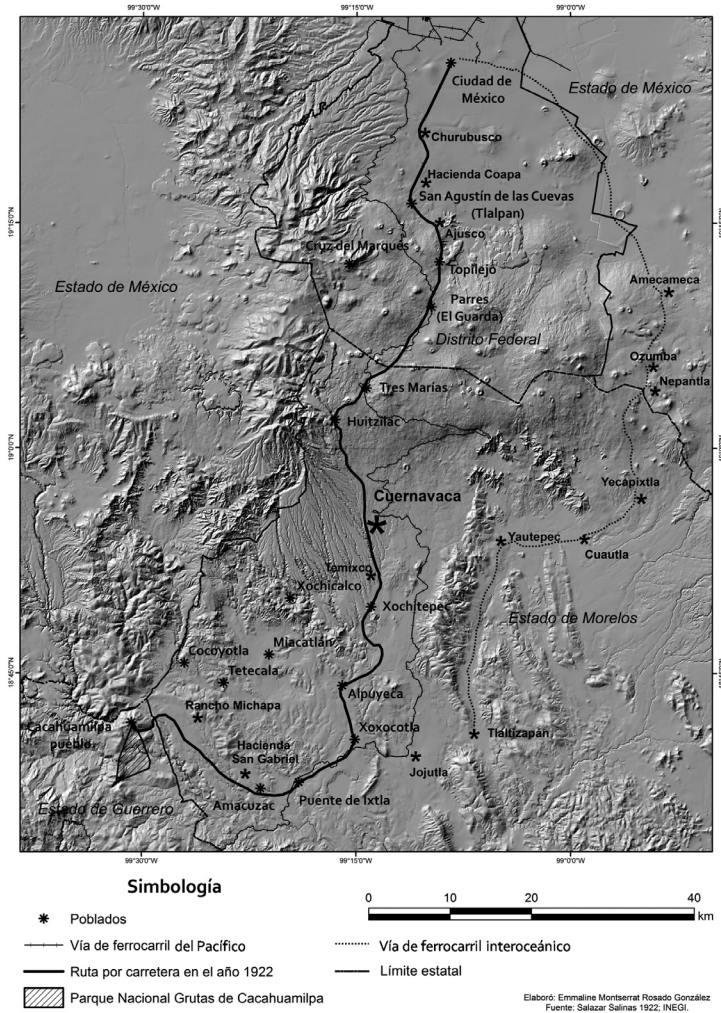 99°30'0"W
99°15'0"W
99°0'0"W
Estado de México
Ciudad de
México
Churubusco
Hacienda Coapa
San Agustín de las Cuevas
(Tlalpan)
19°15'0"N
Ajusco
Cruz del Marqués
Topilejo
Estado de México
Amecameca
Parres
(El Guarda)
Distrito Federal
Ozumba
Nepantla
Tres Marías
Huitzilac
19°0'0"N
Yecapixtla
Cuernavaca
Yautepec
Cuautla
Temixco
Xochicalco
Xochitepec
Estado de Morelos
Miacatlán
Cocoyotla
Tetecala
18°45'0"N
Alpuyeca
Rancho Michapa
Cacahuamilpa
pueblo
Xoxocotla
Tlaltizapán
Hacienda
San Gabriel
Jojutla
Puente de Ixtla
Amacuzac
Estado de Guerrero
99°30'0"W
99°15'0"W
99°0'0"W
Simbología
0 10 20 40
km
Poblados
Vía de ferrocarril del Pacífico
Vía de ferrocarril interoceánico
Ruta por carretera en el año 1922
Límite estatal
Parque Nacional Grutas de Cacahuamilpa
Elaboró: Emmaline Montserrat Rosado González
Fuente: Salazar Salinas 1922; INEGI.